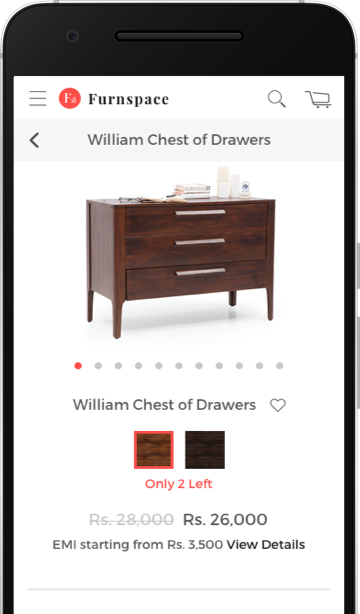 Furnspace
William Chest of Drawers
William Chest of Drawers
Only 2 Left
Rs. 28,000 Rs. 26,000
EMI starting from Rs. 3,500 View Details